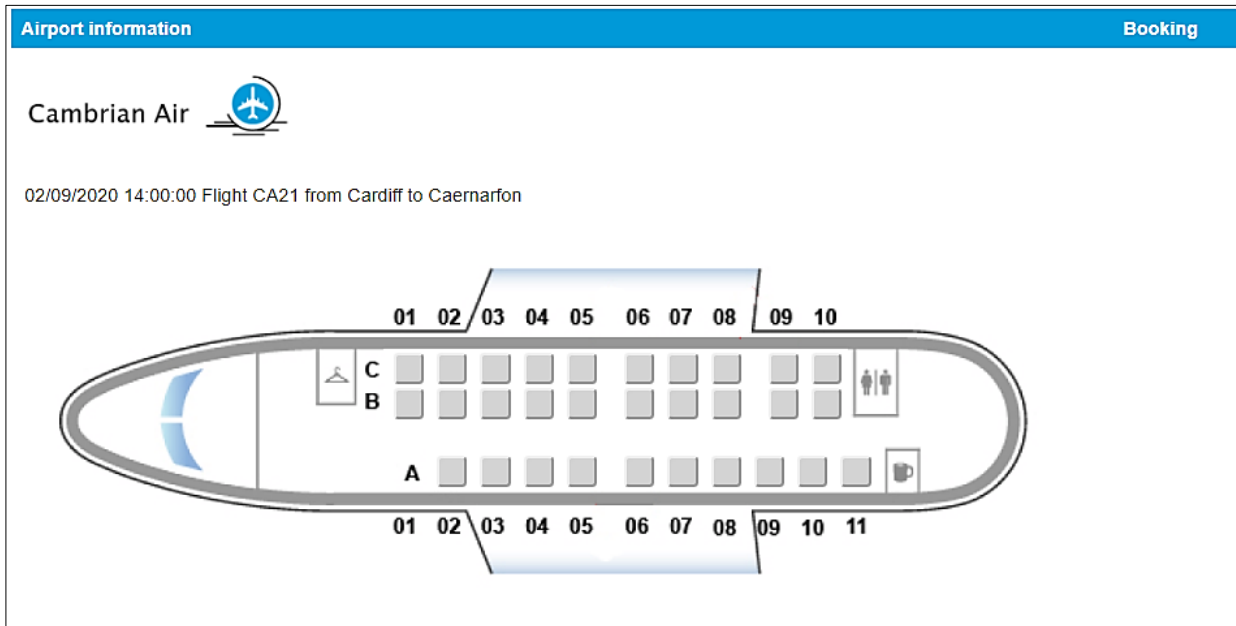 Airport information Booking
Cambrian Air
02/09/2020 14:00:00 Flight CA21 from Cardiff to Caernarfon
01 02 03 04 05 06 07 08 09 10
C
B
A
01 02 03 04 05 06 07 08 09 10 11